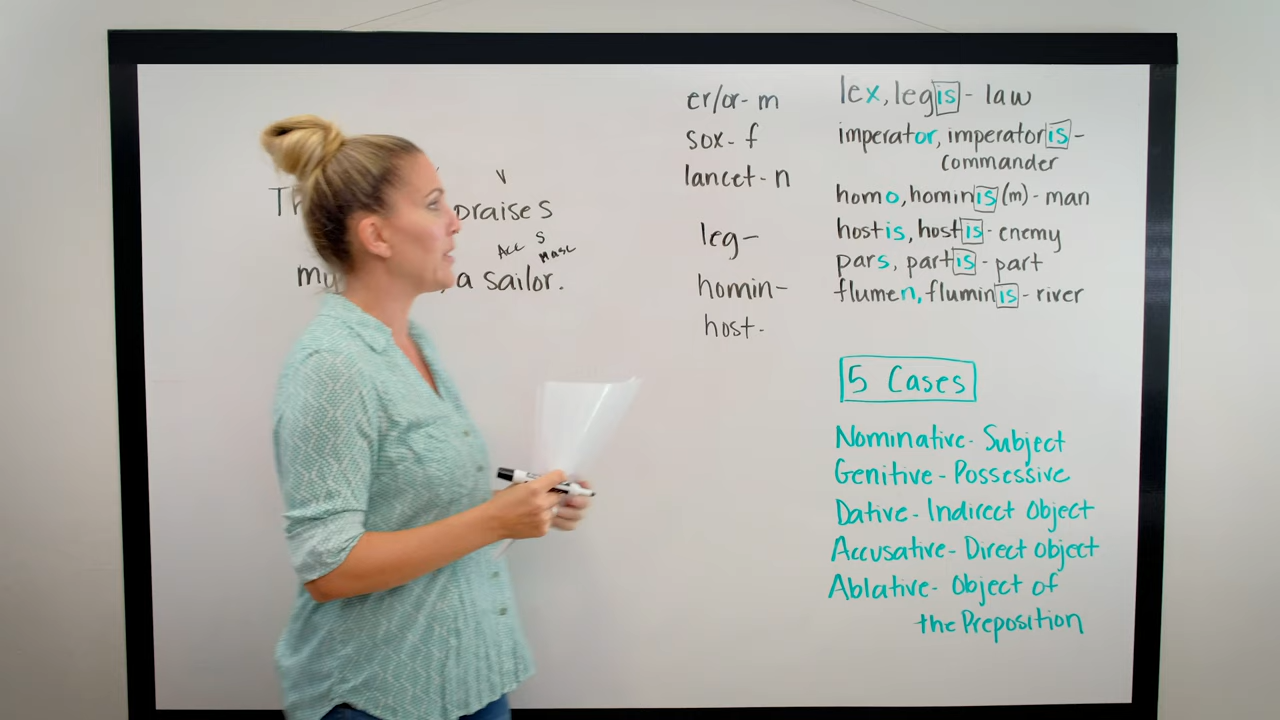 v
praises
Acc S Masc
my a sailor.
er/or- m
sox- f
lancet- n
leg-
homin-
host-
lex, legis - law
imperator, imperatoris -
commander
homo, hominis (m) - man
hostis, hostis - enemy
pars, partis - part
flumen, fluminis - river
5 Cases
Nominative- Subject
Genitive - Possessive
Dative- Indirect Object
Accusative- Direct object
Ablative- Object of
the Preposition